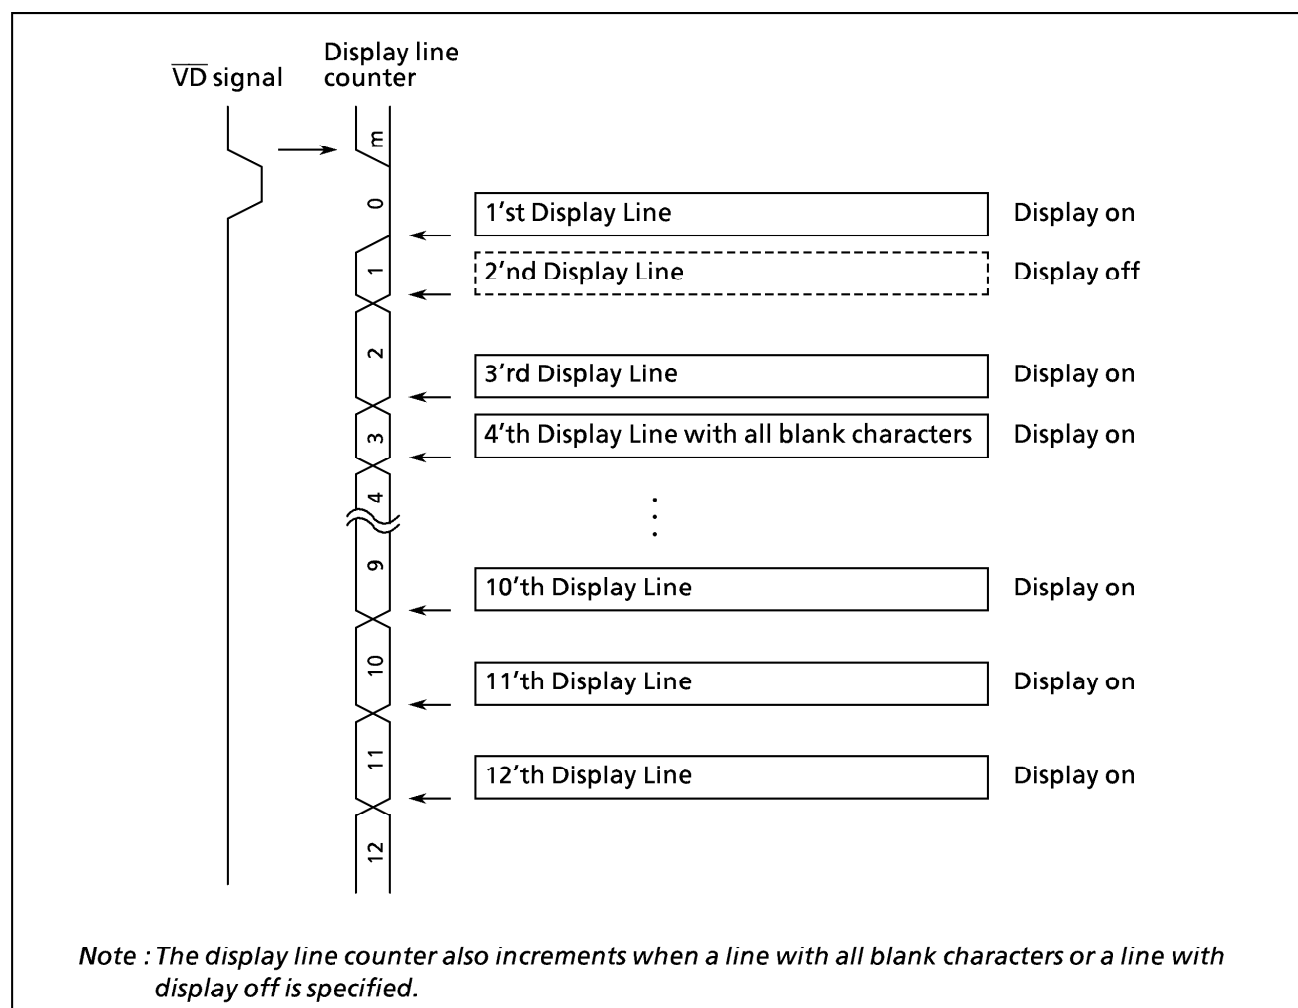 V̅D̅ signal
Display line
counter
m
0
1'st Display Line Display on
1
2'nd Display Line Display off
2
3'rd Display Line Display on
3
4'th Display Line with all blank characters Display on
4
⋮
9
10'th Display Line Display on
10
11'th Display Line Display on
11
12'th Display Line Display on
12
Note : The display line counter also increments when a line with all blank characters or a line with
display off is specified.